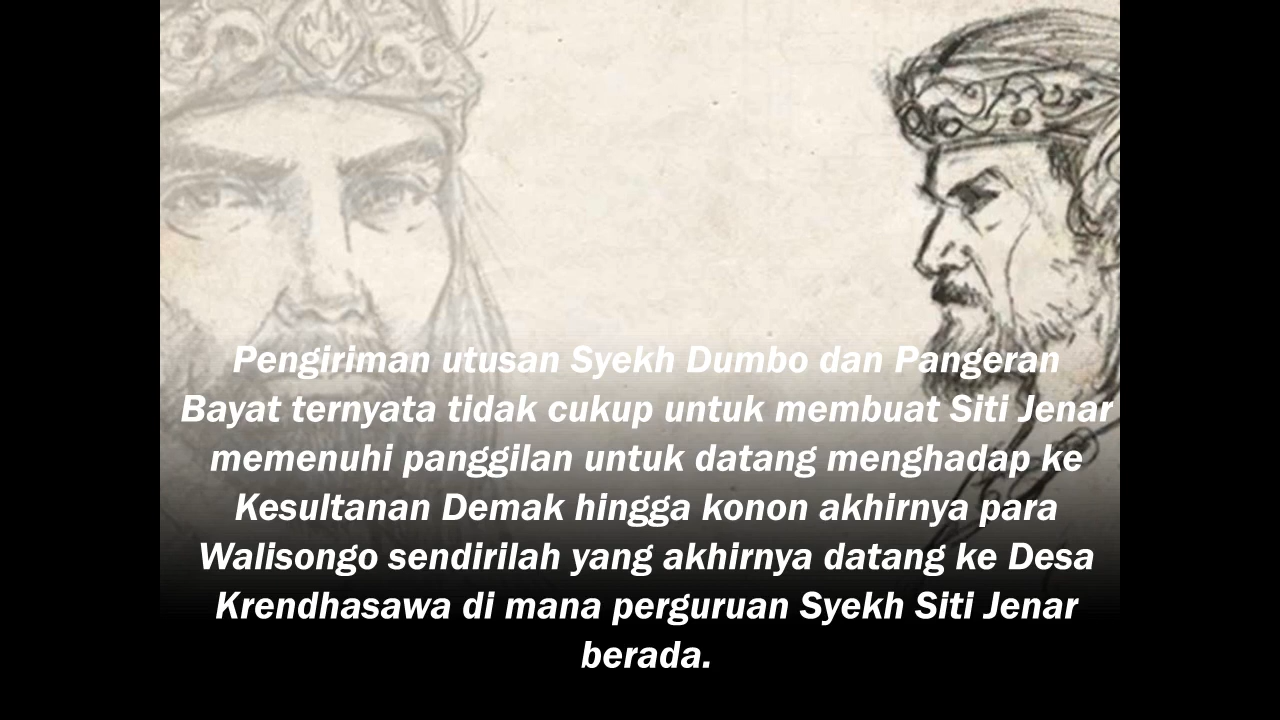 Pengiriman utusan Syekh Dumbo dan Pangeran
Bayat ternyata tidak cukup untuk membuat Siti Jenar
memenuhi panggilan untuk datang menghadap ke
Kesultanan Demak hingga konon akhirnya para
Walisongo sendirilah yang akhirnya datang ke Desa
Krendhasawa di mana perguruan Syekh Siti Jenar
berada.